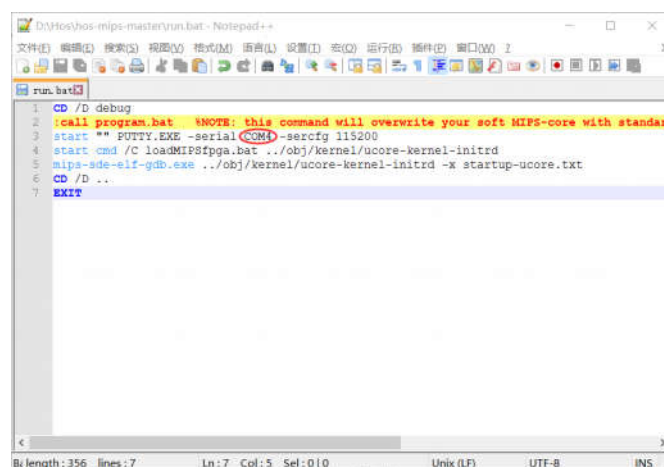 D:\Hos\hos-mips-master\run.bat - Notepad++
文件(F) 编辑(E) 搜索(S) 视图(V) 格式(M) 语言(L) 设置(T) 宏(O) 运行(R) 插件(P) 窗口(W) ?
run.bat
1 CD /D debug
2 :call program.bat %NOTE: this command will overwrite your soft MIPS-core with standar
3 start "" PUTTY.EXE -serial COM4 -sercfg 115200
4 start cmd /C loadMIPSfpga.bat ../obj/kernel/ucore-kernel-initrd
5 mips-sde-elf-gdb.exe ../obj/kernel/ucore-kernel-initrd -x startup-ucore.txt
6 CD /D ..
7 EXIT
length : 356 lines : 7 Ln : 7 Col : 5 Sel : 0 | 0 Unix (LF) UTF-8 INS